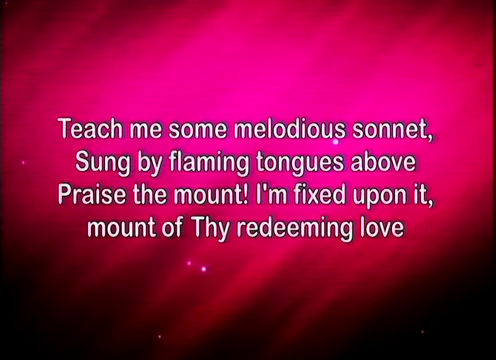 Teach me some melodious sonnet,
Sung by flaming tongues above
Praise the mount! I'm fixed upon it,
mount of Thy redeeming love